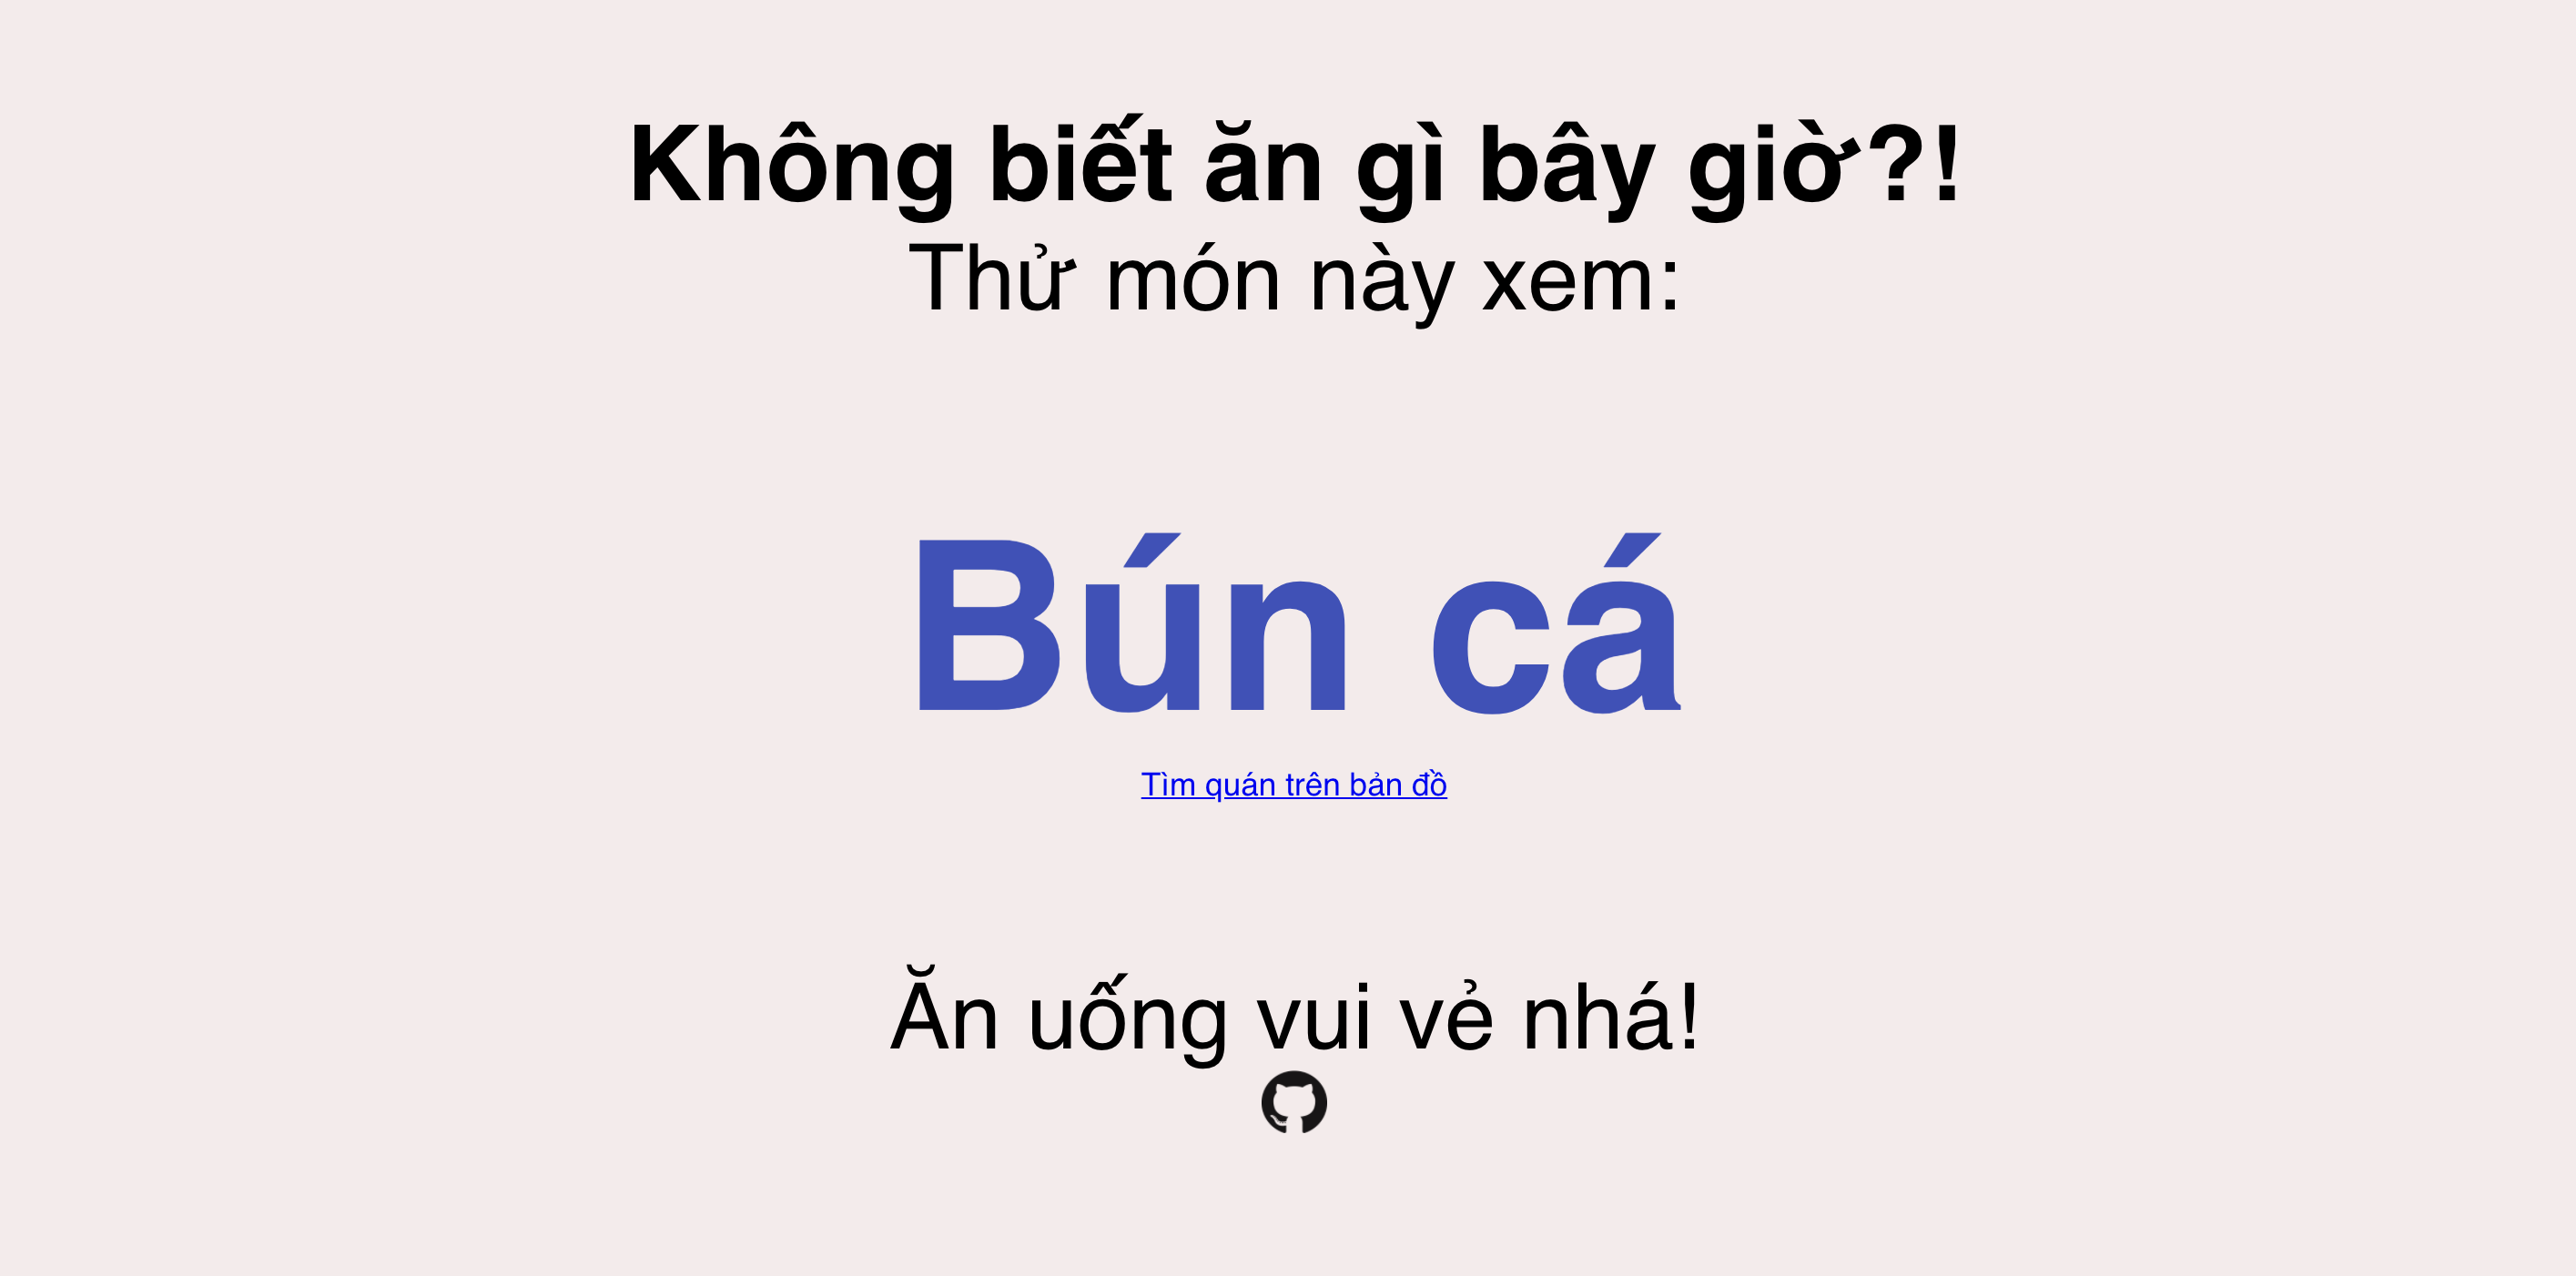 Không biết ăn gì bây giờ?!
Thử món này xem:
Bún cá
Tìm quán trên bản đồ
Ăn uống vui vẻ nhá!